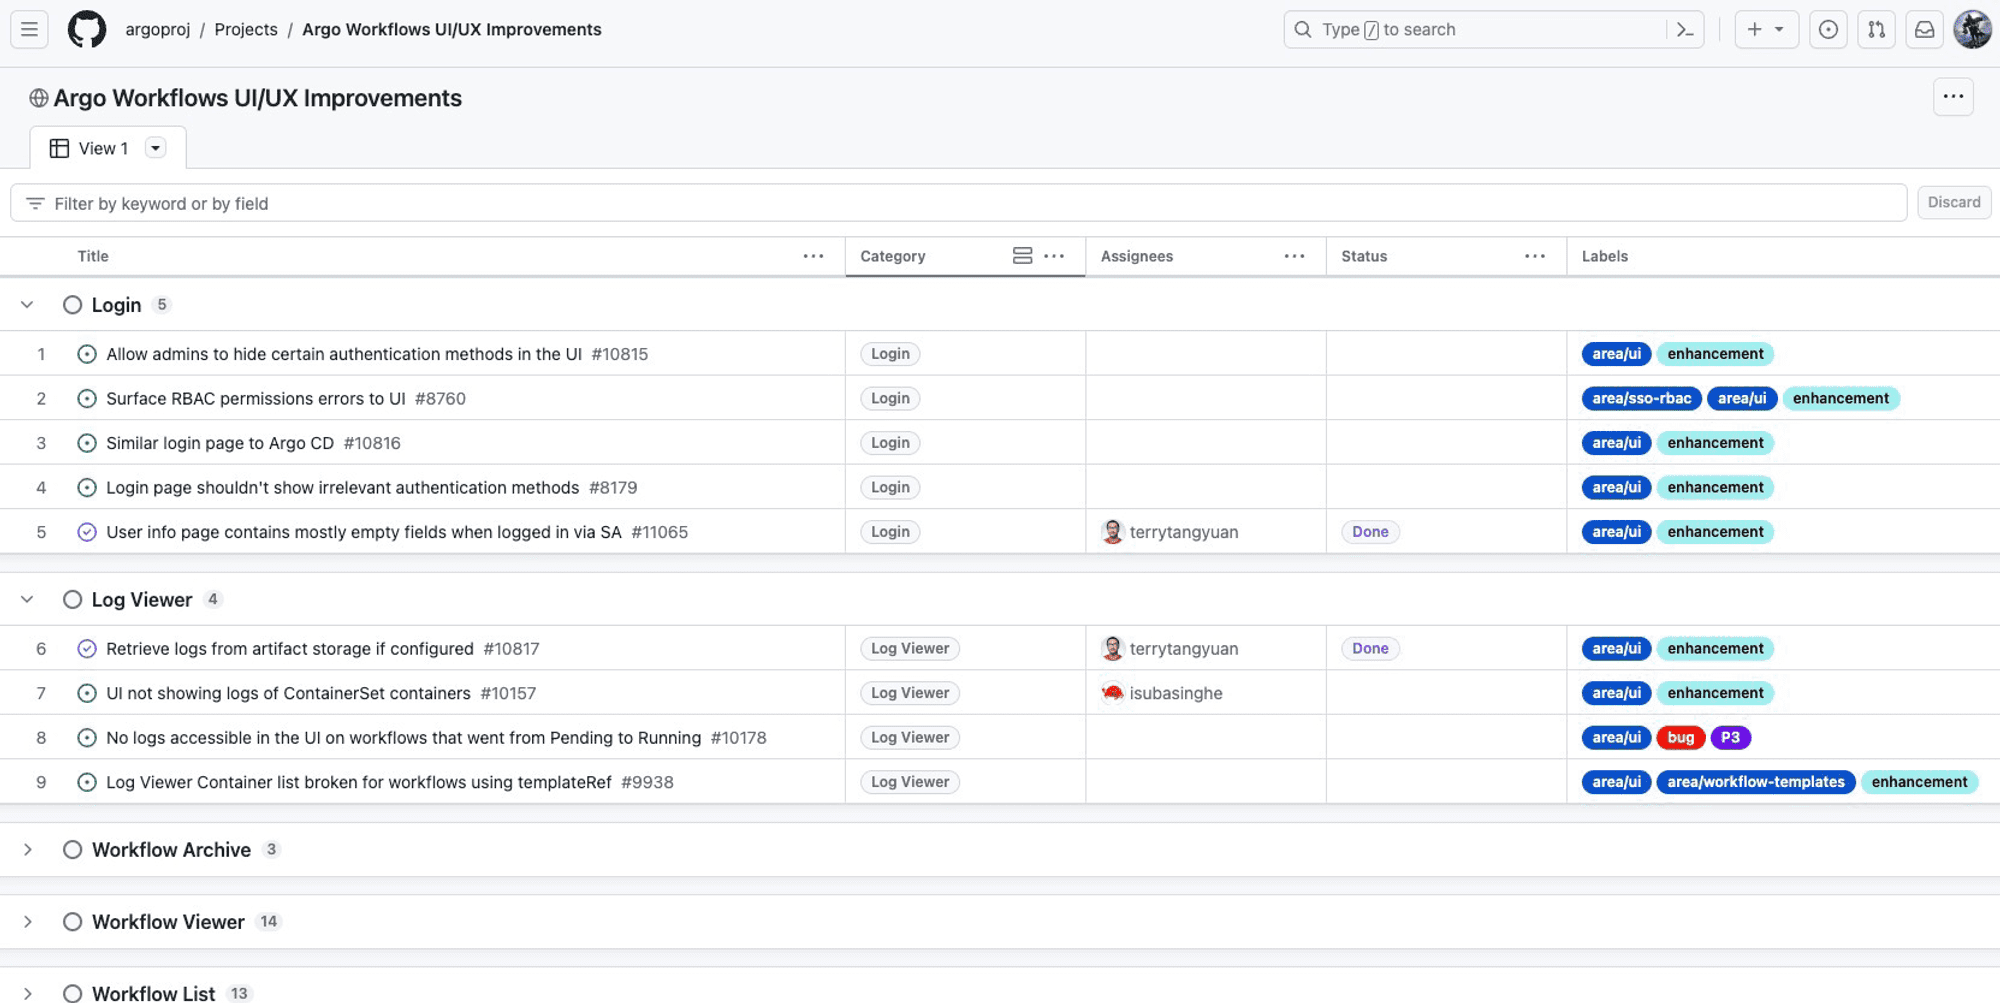 argoproj / Projects / Argo Workflows UI/UX Improvements Type / to search
Argo Workflows UI/UX Improvements
View 1
Filter by keyword or by field Discard
Title Category Assignees Status Labels
Login 5
1 Allow admins to hide certain authentication methods in the UI #10815 Login area/ui enhancement
2 Surface RBAC permissions errors to UI #8760 Login area/sso-rbac area/ui enhancement
3 Similar login page to Argo CD #10816 Login area/ui enhancement
4 Login page shouldn't show irrelevant authentication methods #8179 Login area/ui enhancement
5 User info page contains mostly empty fields when logged in via SA #11065 Login terrytangyuan Done area/ui enhancement
Log Viewer 4
6 Retrieve logs from artifact storage if configured #10817 Log Viewer terrytangyuan Done area/ui enhancement
7 UI not showing logs of ContainerSet containers #10157 Log Viewer isubasinghe area/ui enhancement
8 No logs accessible in the UI on workflows that went from Pending to Running #10178 Log Viewer area/ui bug P3
9 Log Viewer Container list broken for workflows using templateRef #9938 Log Viewer area/ui area/workflow-templates enhancement
Workflow Archive 3
Workflow Viewer 14
Workflow List 13